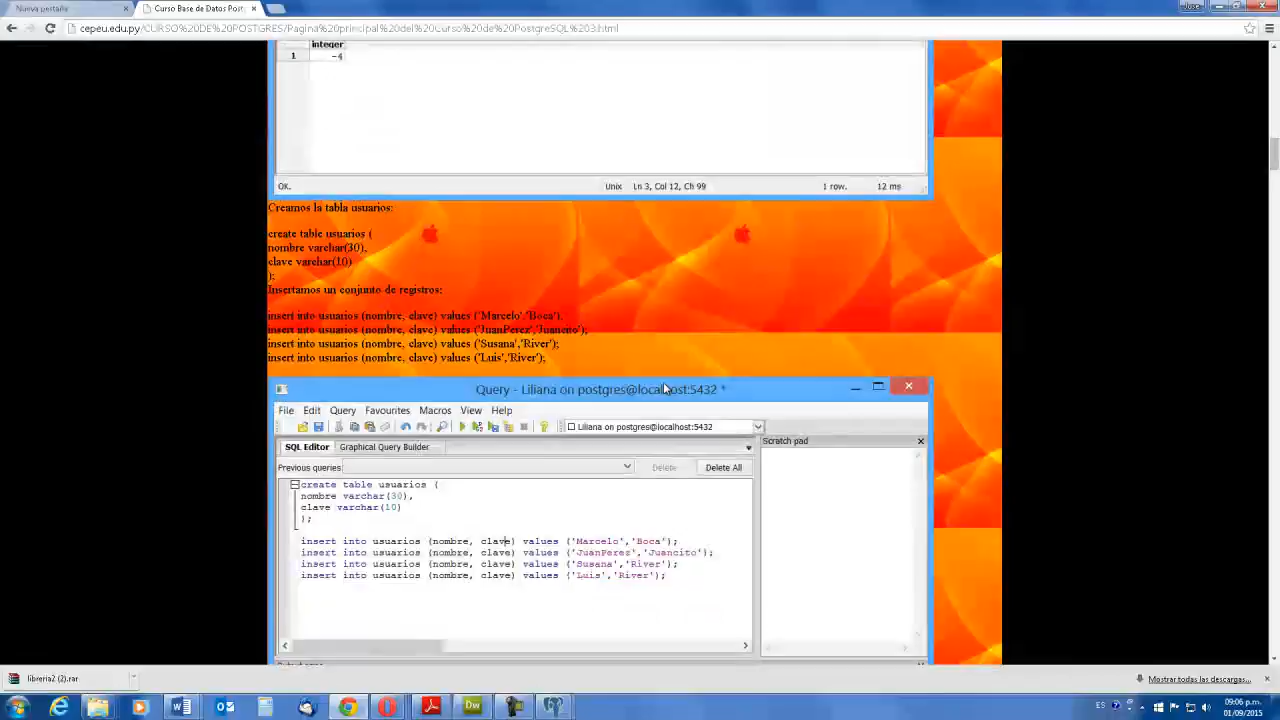 Nueva pestaña
Curso Base de Datos Post
Jose
cepeu.edu.py/CURSO%20DE%20POSTGRES/Pagina%20principal%20del%20Curso%20de%20PostgreSQL%203.html
integer
1 -4
OK. Unix Ln 3, Col 12, Ch 99 1 row. 12 ms
Creamos la tabla usuarios:
create table usuarios (
nombre varchar(30),
clave varchar(10)
);
Insertamos un conjunto de registros:
insert into usuarios (nombre, clave) values ('Marcelo','Boca');
insert into usuarios (nombre, clave) values ('JuanPerez','Juancito');
insert into usuarios (nombre, clave) values ('Susana','River');
insert into usuarios (nombre, clave) values ('Luis','River');
Query - Liliana on postgres@localhost:5432 *
File Edit Query Favourites Macros View Help
Liliana on postgres@localhost:5432
SQL Editor Graphical Query Builder
Scratch pad
Previous queries Delete Delete All
create table usuarios (
nombre varchar(30),
clave varchar(10)
);
insert into usuarios (nombre, clave) values ('Marcelo','Boca');
insert into usuarios (nombre, clave) values ('JuanPerez','Juancito');
insert into usuarios (nombre, clave) values ('Susana','River');
insert into usuarios (nombre, clave) values ('Luis','River');
libreria2 (2).rar
Mostrar todas las descargas...
ES
09:06 p.m.
01/09/2015